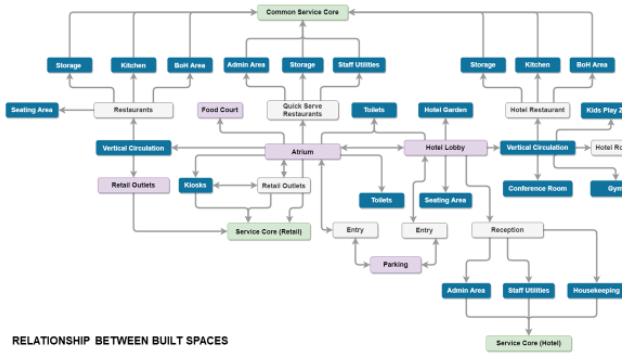 Common Service Core
Storage
Kitchen
BoH Area
Admin Area
Storage
Staff Utilities
Storage
Kitchen
BoH Area
Seating Area
Restaurants
Food Court
Quick Serve
Restaurants
Toilets
Hotel Garden
Hotel Restaurant
Kids Play
Vertical Circulation
Atrium
Hotel Lobby
Vertical Circulation
Retail Outlets
Kiosks
Retail Outlets
Toilets
Seating Area
Conference Room
Gym
Service Core (Retail)
Entry
Entry
Reception
Parking
Admin Area
Staff Utilities
Housekeeping
RELATIONSHIP BETWEEN BUILT SPACES
Service Core (Hotel)